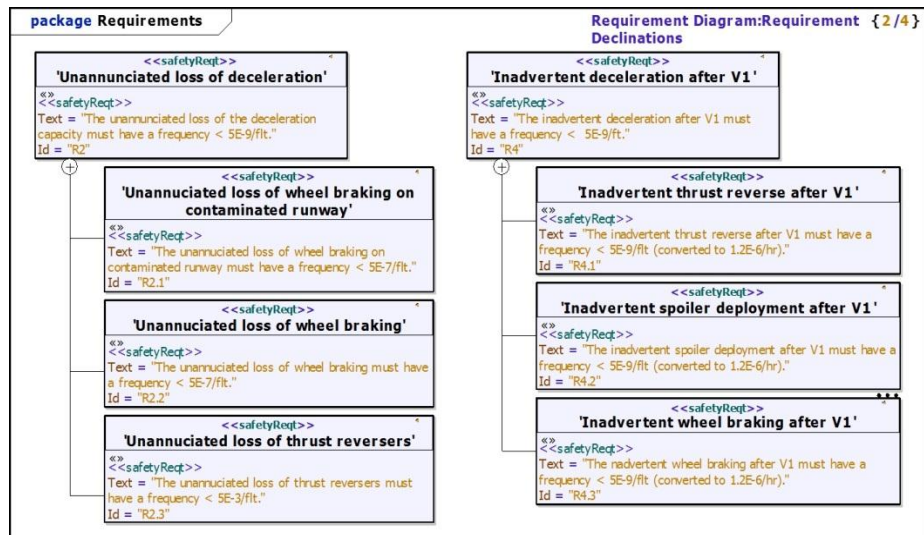 package Requirements
Requirement Diagram:Requirement {2/4}
Declinations
<<safetyReqt>>
'Unannunciated loss of deceleration'
«»
<<safetyReqt>>
Text = "The unannunciated loss of the deceleration
capacity must have a frequency < 5E-9/flt."
Id = "R2"
<<safetyReqt>>
'Unannuciated loss of wheel braking on
contaminated runway'
«»
<<safetyReqt>>
Text = "The unannuciated loss of wheel braking on
contaminated runway must have a frequency < 5E-7/flt."
Id = "R2.1"
<<safetyReqt>>
'Unannuciated loss of wheel braking'
«»
<<safetyReqt>>
Text = "The unannuciated loss of wheel braking must have
a frequency < 5E-7/flt."
Id = "R2.2"
<<safetyReqt>>
'Unannuciated loss of thrust reversers'
«»
<<safetyReqt>>
Text = "The unannuciated loss of thrust reversers must
have a frequency < 5E-3/flt."
Id = "R2.3"
<<safetyReqt>>
'Inadvertent deceleration after V1'
«»
<<safetyReqt>>
Text = "The inadvertent deceleration after V1 must
have a frequency < 5E-9/ft."
Id = "R4"
<<safetyReqt>>
'Inadvertent thrust reverse after V1'
«»
<<safetyReqt>>
Text = "The inadvertent thrust reverse after V1 must have a
frequency < 5E-9/flt (converted to 1.2E-6/hr)."
Id = "R4.1"
<<safetyReqt>>
'Inadvertent spoiler deployment after V1'
«»
<<safetyReqt>>
Text = "The inadvertent spoiler deployment after V1 must have a
frequency < 5E-9/flt (converted to 1.2E-6/hr)."
Id = "R4.2"
<<safetyReqt>>
'Inadvertent wheel braking after V1'
«»
<<safetyReqt>>
Text = "The nadvertent wheel braking after V1 must have a
frequency < 5E-9/flt (converted to 1.2E-6/hr)."
Id = "R4.3"